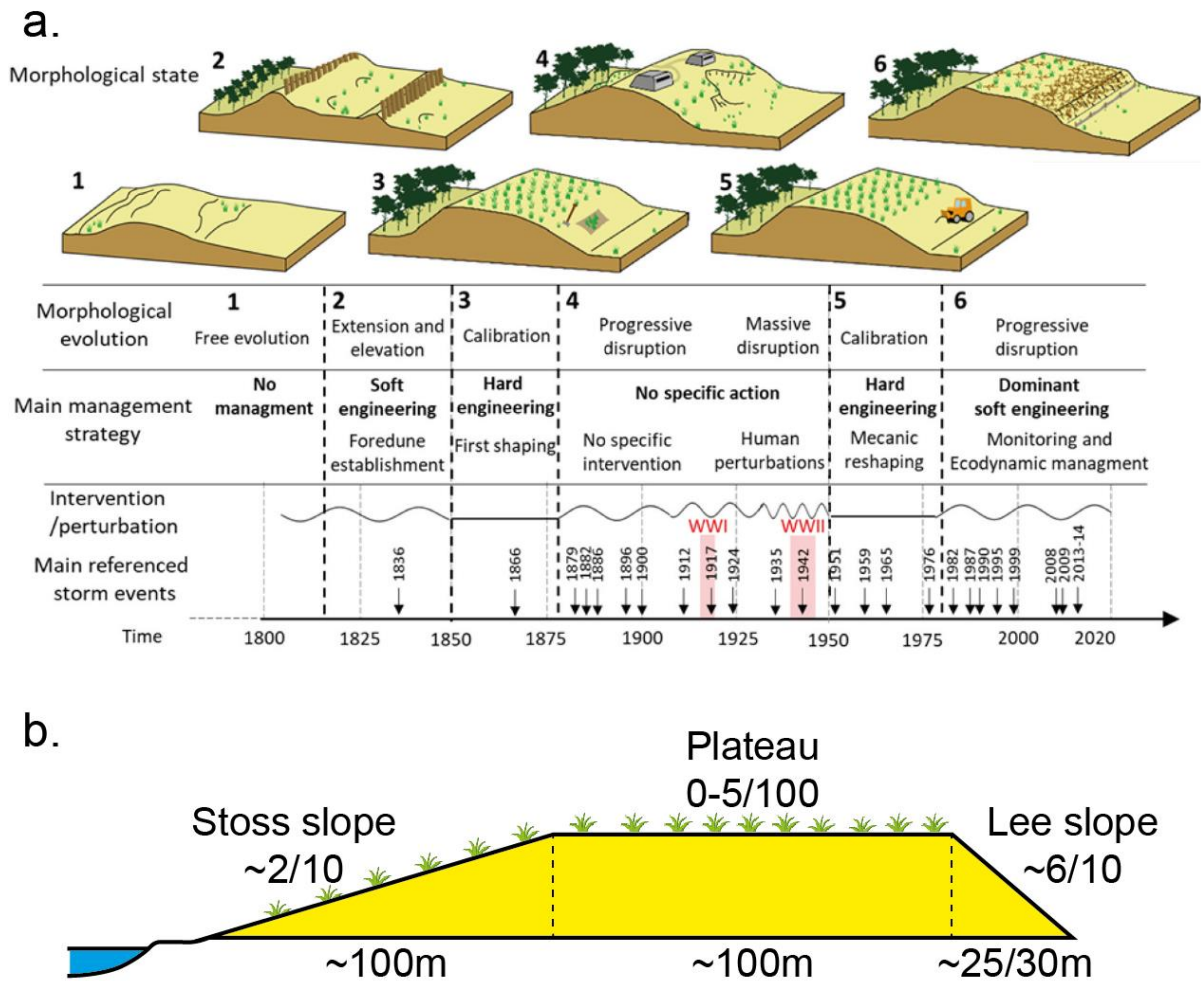 a.
Morphological state
2
4
6
1
3
5
Morphological evolution
1
Free evolution
2
Extension and elevation
3
Calibration
4
Progressive disruption
Massive disruption
5
Calibration
6
Progressive disruption
Main management strategy
No managment
Soft engineering
Foredune establishment
Hard engineering
First shaping
No specific action
No specific intervention
Human perturbations
Hard engineering
Mecanic reshaping
Dominant soft engineering
Monitoring and Ecodynamic managment
Intervention /perturbation
WWI
WWII
Main referenced storm events
1836
1866
1879
1882
1886
1896
1900
1912
1917
1924
1935
1942
1951
1959
1965
1976
1982
1987
1990
1995
1999
2008
2009
2013-14
Time
1800
1825
1850
1875
1900
1925
1950
1975
2000
2020
b.
Plateau
0-5/100
Stoss slope
~2/10
Lee slope
~6/10
~100m
~100m
~25/30m